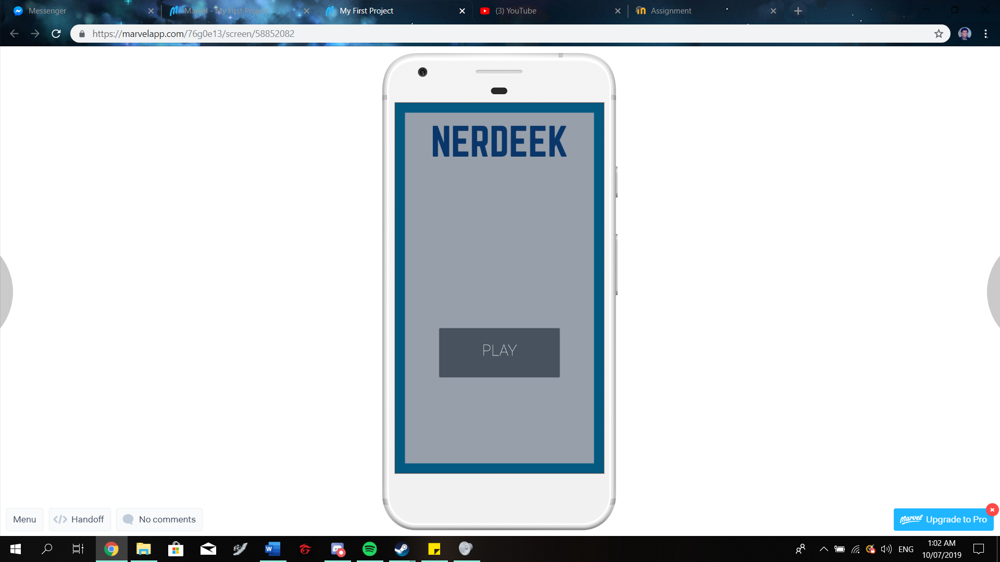 Messenger
Marvel - My First Project
My First Project
(3) YouTube
Assignment
https://marvelapp.com/76g0e13/screen/58852082
NERDEEK
PLAY
Menu
</> Handoff
No comments
Marvel Upgrade to Pro
ENG
1:02 AM
10/07/2019